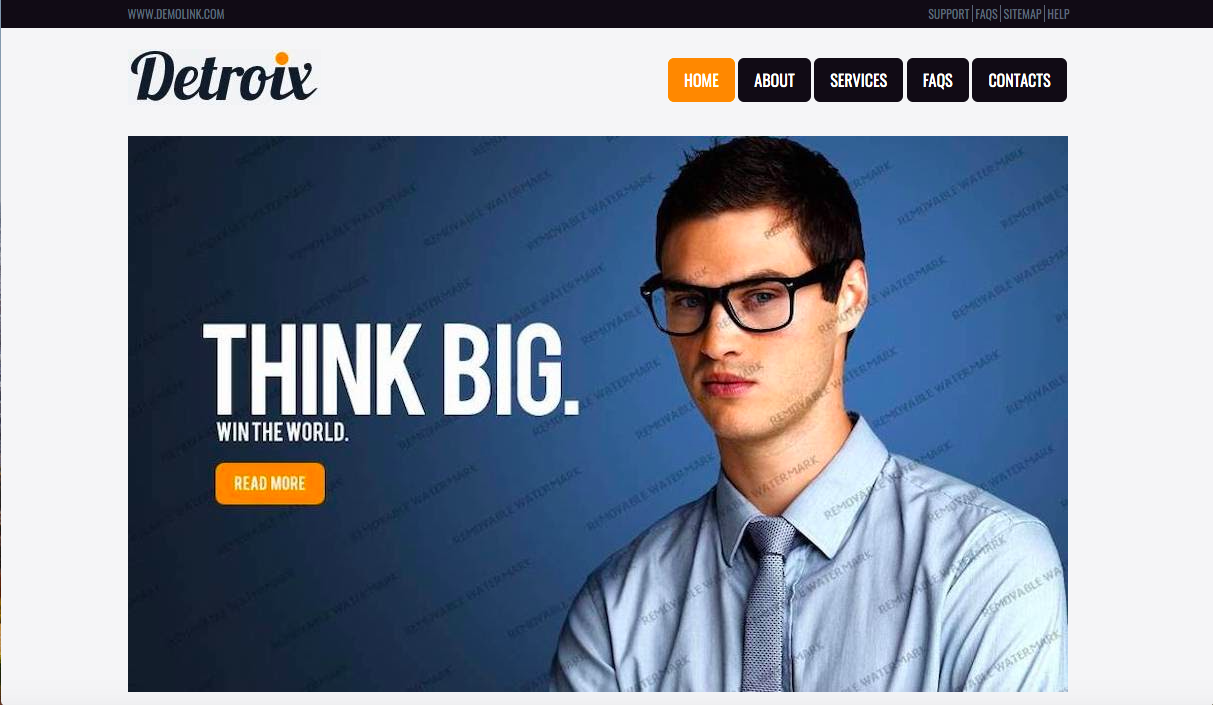 WWW.DEMOLINK.COM
SUPPORT FAQS SITEMAP HELP
Detroix
HOME ABOUT SERVICES FAQS CONTACTS
THINK BIG.
WIN THE WORLD.
READ MORE
REMOVABLE WATERMARK